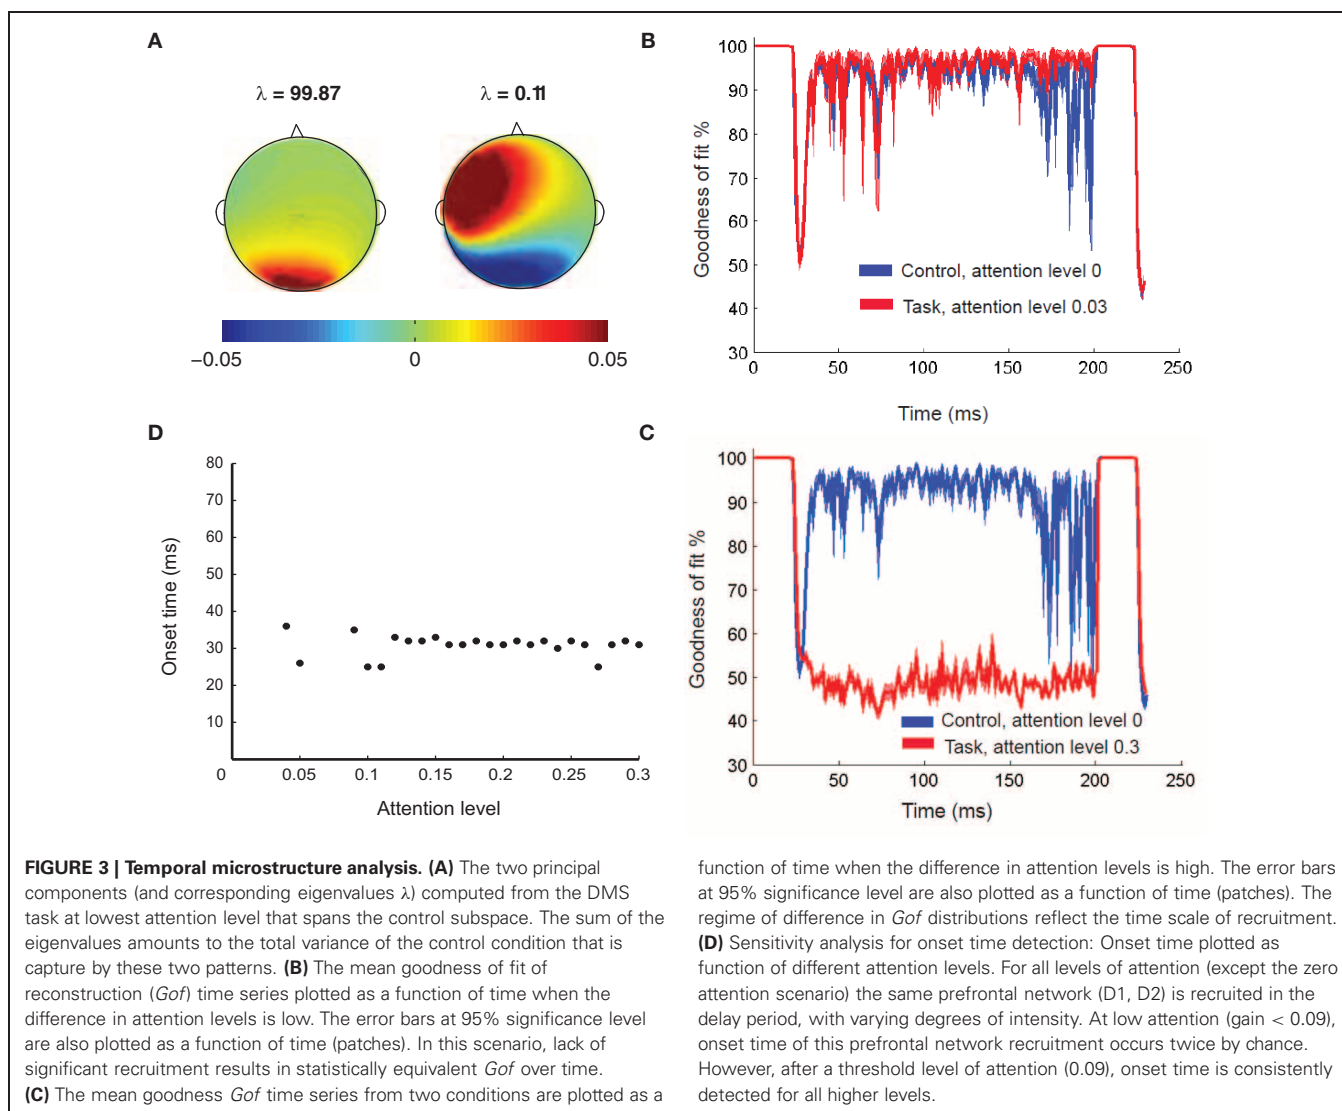 A
λ = 99.87
λ = 0.11
−0.05
0
0.05
B
100
90
80
70
60
50
40
30
0
50
100
150
200
250
Goodness of fit %
Control, attention level 0
Task, attention level 0.03
Time (ms)
D
80
70
60
50
40
30
20
10
0
0.05
0.1
0.15
0.2
0.25
0.3
Onset time (ms)
Attention level
C
100
90
80
70
60
50
40
30
0
50
100
150
200
250
Goodness of fit %
Control, attention level 0
Task, attention level 0.3
Time (ms)
FIGURE 3 | Temporal microstructure analysis. (A) The two principal
components (and corresponding eigenvalues λ) computed from the DMS
task at lowest attention level that spans the control subspace. The sum of the
eigenvalues amounts to the total variance of the control condition that is
capture by these two patterns. (B) The mean goodness of fit of
reconstruction (Gof) time series plotted as a function of time when the
difference in attention levels is low. The error bars at 95% significance level
are also plotted as a function of time (patches). In this scenario, lack of
significant recruitment results in statistically equivalent Gof over time.
(C) The mean goodness Gof time series from two conditions are plotted as a
function of time when the difference in attention levels is high. The error bars
at 95% significance level are also plotted as a function of time (patches). The
regime of difference in Gof distributions reflect the time scale of recruitment.
(D) Sensitivity analysis for onset time detection: Onset time plotted as
function of different attention levels. For all levels of attention (except the zero
attention scenario) the same prefrontal network (D1, D2) is recruited in the
delay period, with varying degrees of intensity. At low attention (gain < 0.09),
onset time of this prefrontal network recruitment occurs twice by chance.
However, after a threshold level of attention (0.09), onset time is consistently
detected for all higher levels.